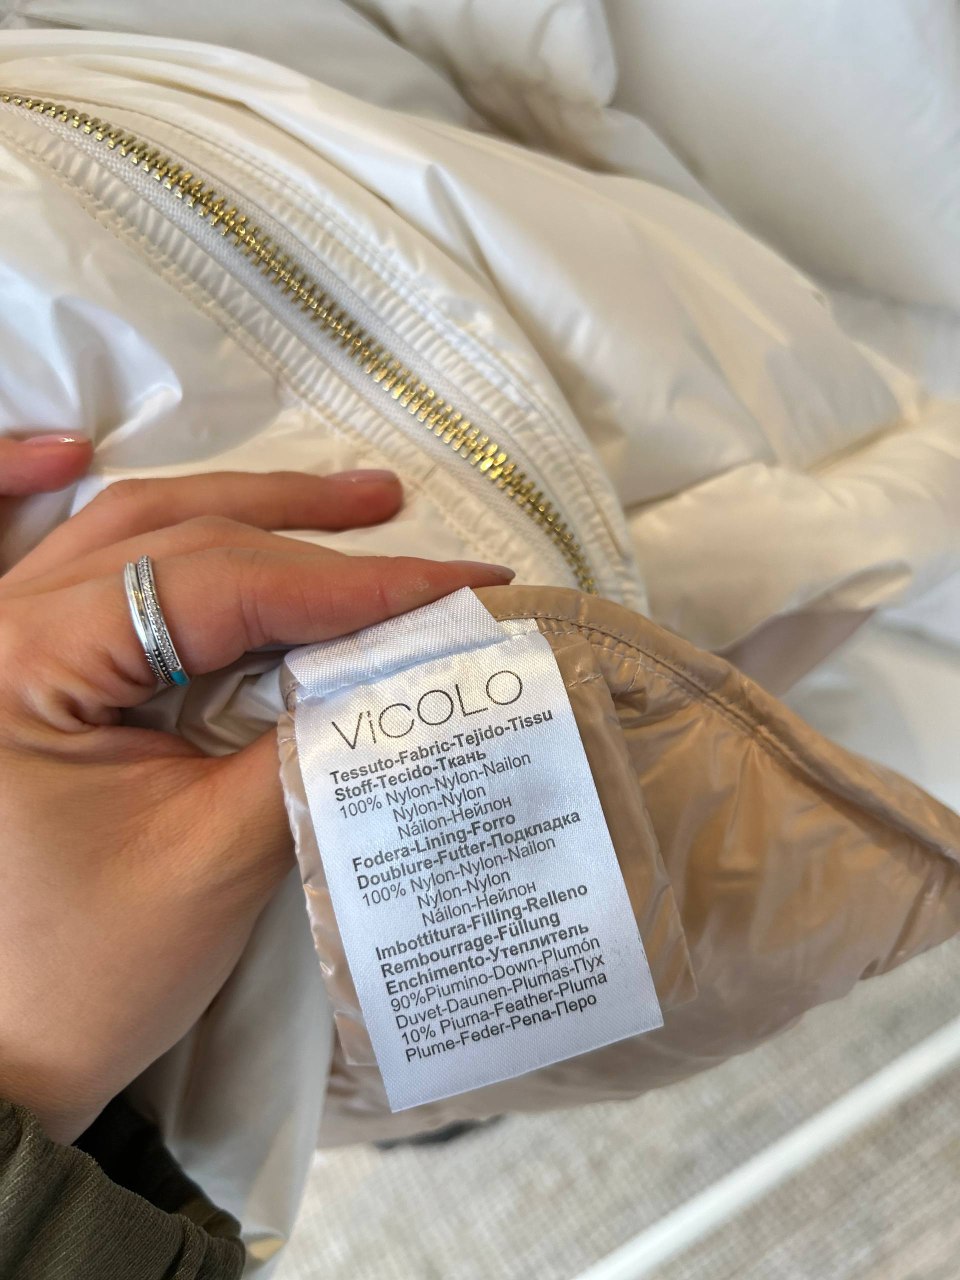 ViCOLO
Tessuto-Fabric-Tejido-Tissu
Stoff-Tecido-Ткань
100% Nylon-Nylon-Nailon
Nylon-Nylon
Náilon-Нейлон
Fodera-Lining-Forro
Doublure-Futter-Подкладка
100% Nylon-Nylon-Nailon
Nylon-Nylon
Náilon-Нейлон
Imbottitura-Filling-Relleno
Rembourrage-Füllung
Enchimento-Утеплитель
90%Piumino-Down-Plumón
Duvet-Daunen-Plumas-Пух
10% Piuma-Feather-Pluma
Plume-Feder-Pena-Перо